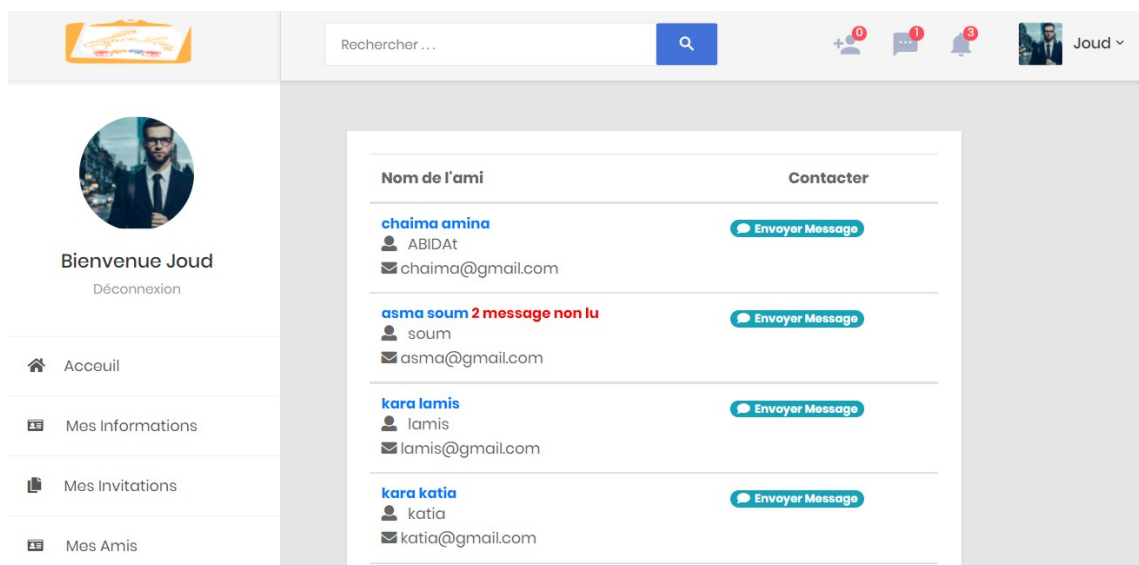 Rechercher...
0
1
3
Joud
Bienvenue Joud
Déconnexion
Acceuil
Mes Informations
Mes Invitations
Mes Amis
Nom de l'ami Contacter
chaima amina Envoyer Message
ABIDAt
chaima@gmail.com
asma soum 2 message non lu Envoyer Message
soum
asma@gmail.com
kara lamis Envoyer Message
lamis
lamis@gmail.com
kara katia Envoyer Message
katia
katia@gmail.com